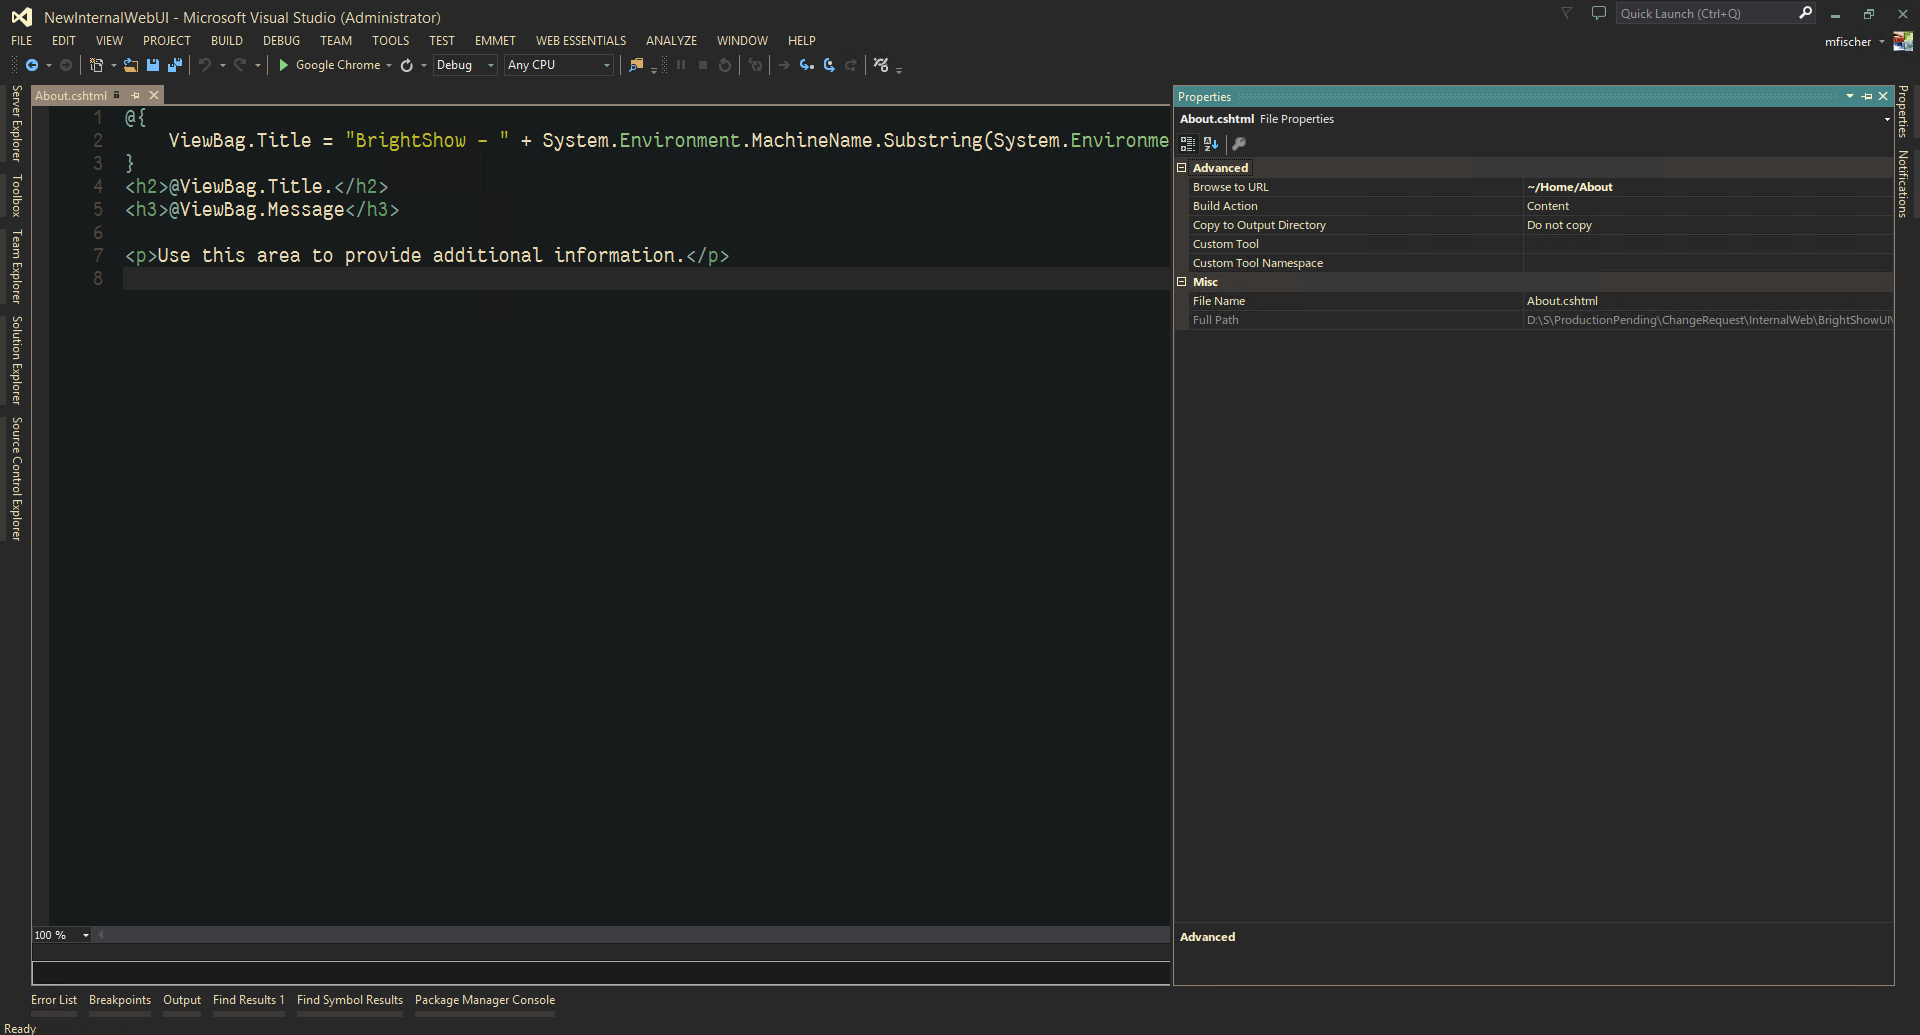 NewInternalWebUI - Microsoft Visual Studio (Administrator)
Quick Launch (Ctrl+Q)
FILE EDIT VIEW PROJECT BUILD DEBUG TEAM TOOLS TEST EMMET WEB ESSENTIALS ANALYZE WINDOW HELP
mfischer
Google Chrome Debug Any CPU
Server Explorer
Toolbox
Team Explorer
Solution Explorer
Source Control Explorer
About.cshtml
1 @{
2 ViewBag.Title = "BrightShow - " + System.Environment.MachineName.Substring(System.Environme
3 }
4 <h2>@ViewBag.Title.</h2>
5 <h3>@ViewBag.Message</h3>
6
7 <p>Use this area to provide additional information.</p>
8
100 %
Properties
About.cshtml File Properties
Advanced
Browse to URL ~/Home/About
Build Action Content
Copy to Output Directory Do not copy
Custom Tool
Custom Tool Namespace
Misc
File Name About.cshtml
Full Path D:\S\ProductionPending\ChangeRequest\InternalWeb\BrightShowUI\
Advanced
Properties
Notifications
Error List Breakpoints Output Find Results 1 Find Symbol Results Package Manager Console
Ready